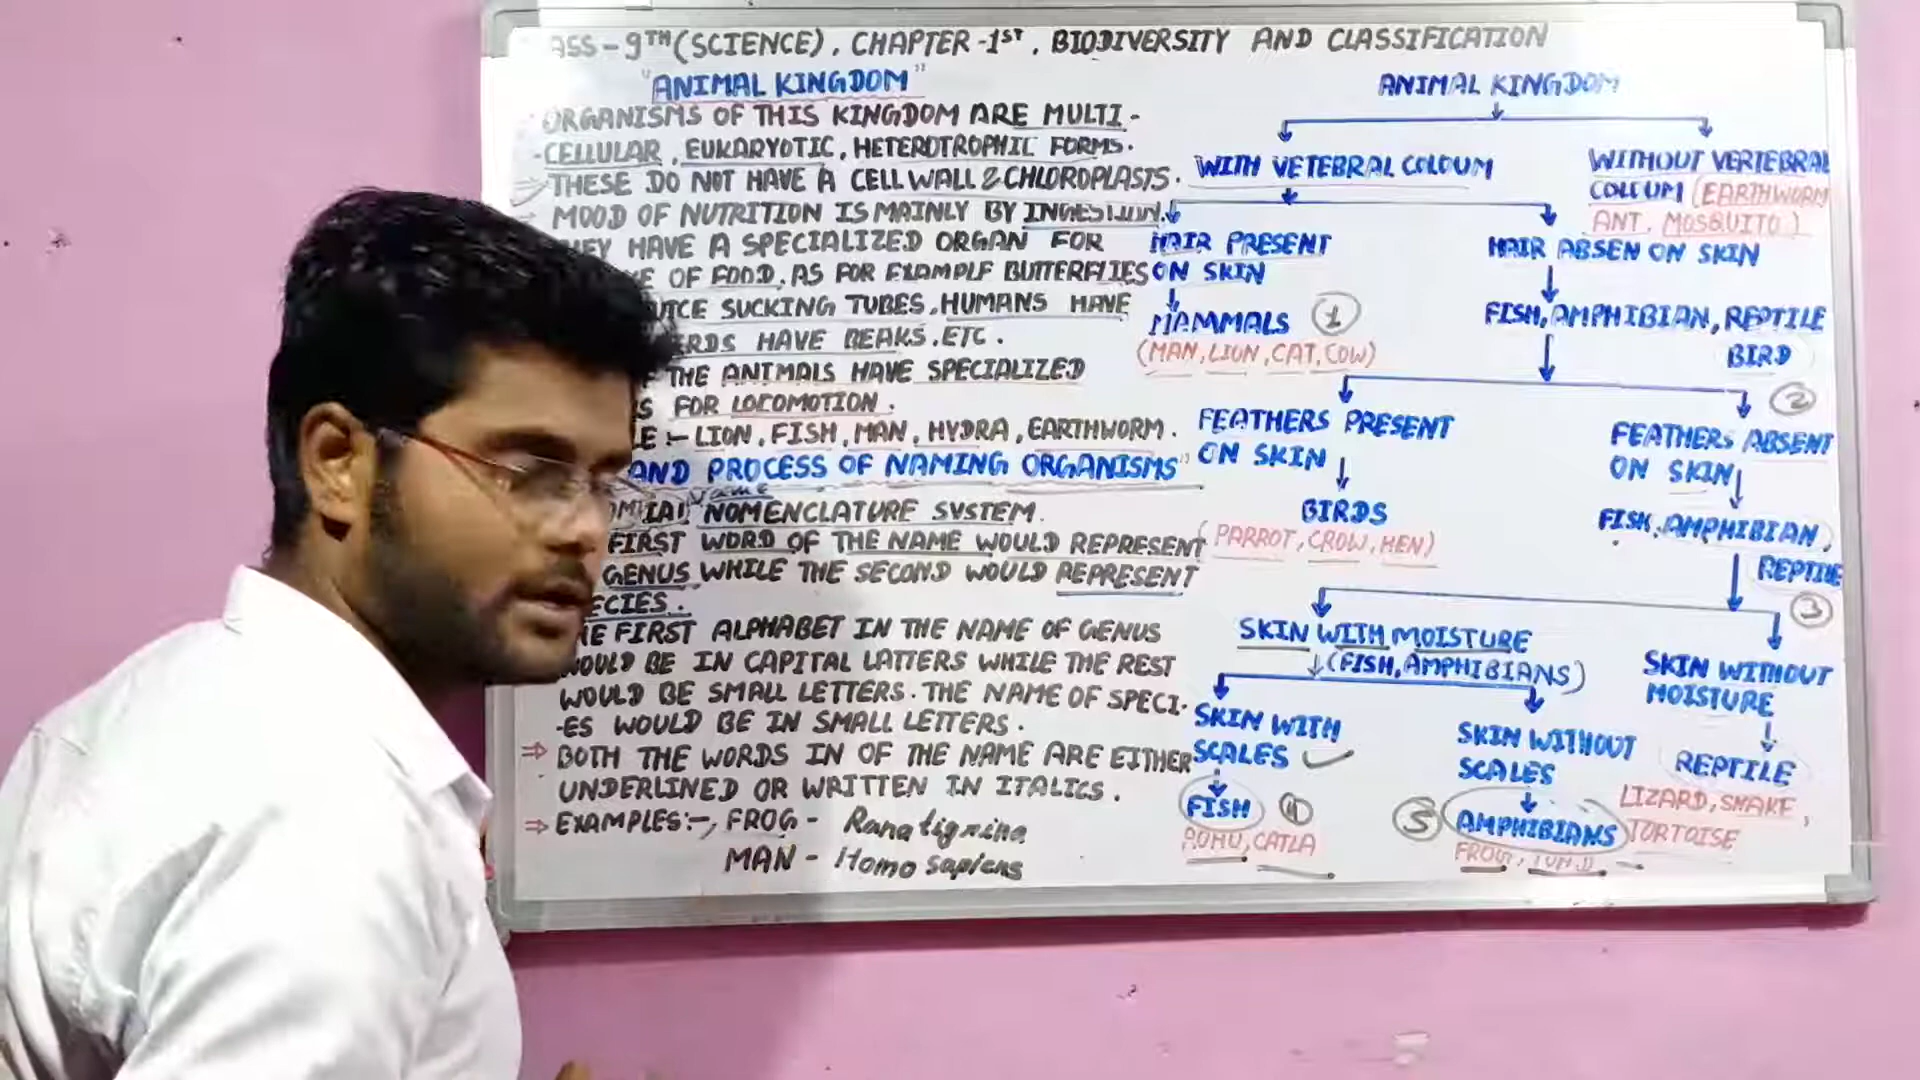 ASS-9TH (SCIENCE), CHAPTER-1ST, BIODIVERSITY AND CLASSIFICATION
"ANIMAL KINGDOM"
ORGANISMS OF THIS KINGDOM ARE MULTI-
-CELLULAR, EUKARYOTIC, HETEROTROPHIC FORMS.
THESE DO NOT HAVE A CELL WALL & CHLOROPLASTS.
MOOD OF NUTRITION IS MAINLY BY INGESTION.
HEY HAVE A SPECIALIZED ORGAN FOR
E OF FOOD, AS FOR EXAMPLE BUTTERFLIES
UICE SUCKING TUBES, HUMANS HAVE
IRDS HAVE BEAKS, ETC.
F THE ANIMALS HAVE SPECIALIZED
S FOR LOCOMOTION.
LE:- LION, FISH, MAN, HYDRA, EARTHWORM.
AND PROCESS OF NAMING ORGANISMS"
Name
OMIAL NOMENCLATURE SYSTEM.
FIRST WORD OF THE NAME WOULD REPRESENT
GENUS WHILE THE SECOND WOULD REPRESENT
ECIES.
HE FIRST ALPHABET IN THE NAME OF GENUS
WOULD BE IN CAPITAL LATTERS WHILE THE REST
WOULD BE SMALL LETTERS. THE NAME OF SPECI-
-ES WOULD BE IN SMALL LETTERS.
⇒ BOTH THE WORDS IN OF THE NAME ARE EITHER
UNDERLINED OR WRITTEN IN ITALICS.
⇒ EXAMPLES:-, FROG - Rana tigrina
MAN - Homo sapiens
ANIMAL KINGDOM
WITH VETEBRAL COLOUM
WITHOUT VERTEBRAL
COLOUM (EARTHWORM
ANT, MOSQUITO)
HAIR PRESENT
ON SKIN
HAIR ABSEN ON SKIN
MAMMALS 1
(MAN, LION, CAT, COW)
FISH, AMPHIBIAN, REPTILE
BIRD
2
FEATHERS PRESENT
ON SKIN
FEATHERS ABSENT
ON SKIN
BIRDS
(PARROT, CROW, HEN)
FISH, AMPHIBIAN,
REPTILE
3
SKIN WITH MOISTURE
(FISH, AMPHIBIANS)
SKIN WITHOUT
MOISTURE
SKIN WITH
SCALES
SKIN WITHOUT
SCALES
REPTILE
LIZARD, SNAKE,
TORTOISE
FISH 4
ROHU, CATLA
5 AMPHIBIANS
FROG,